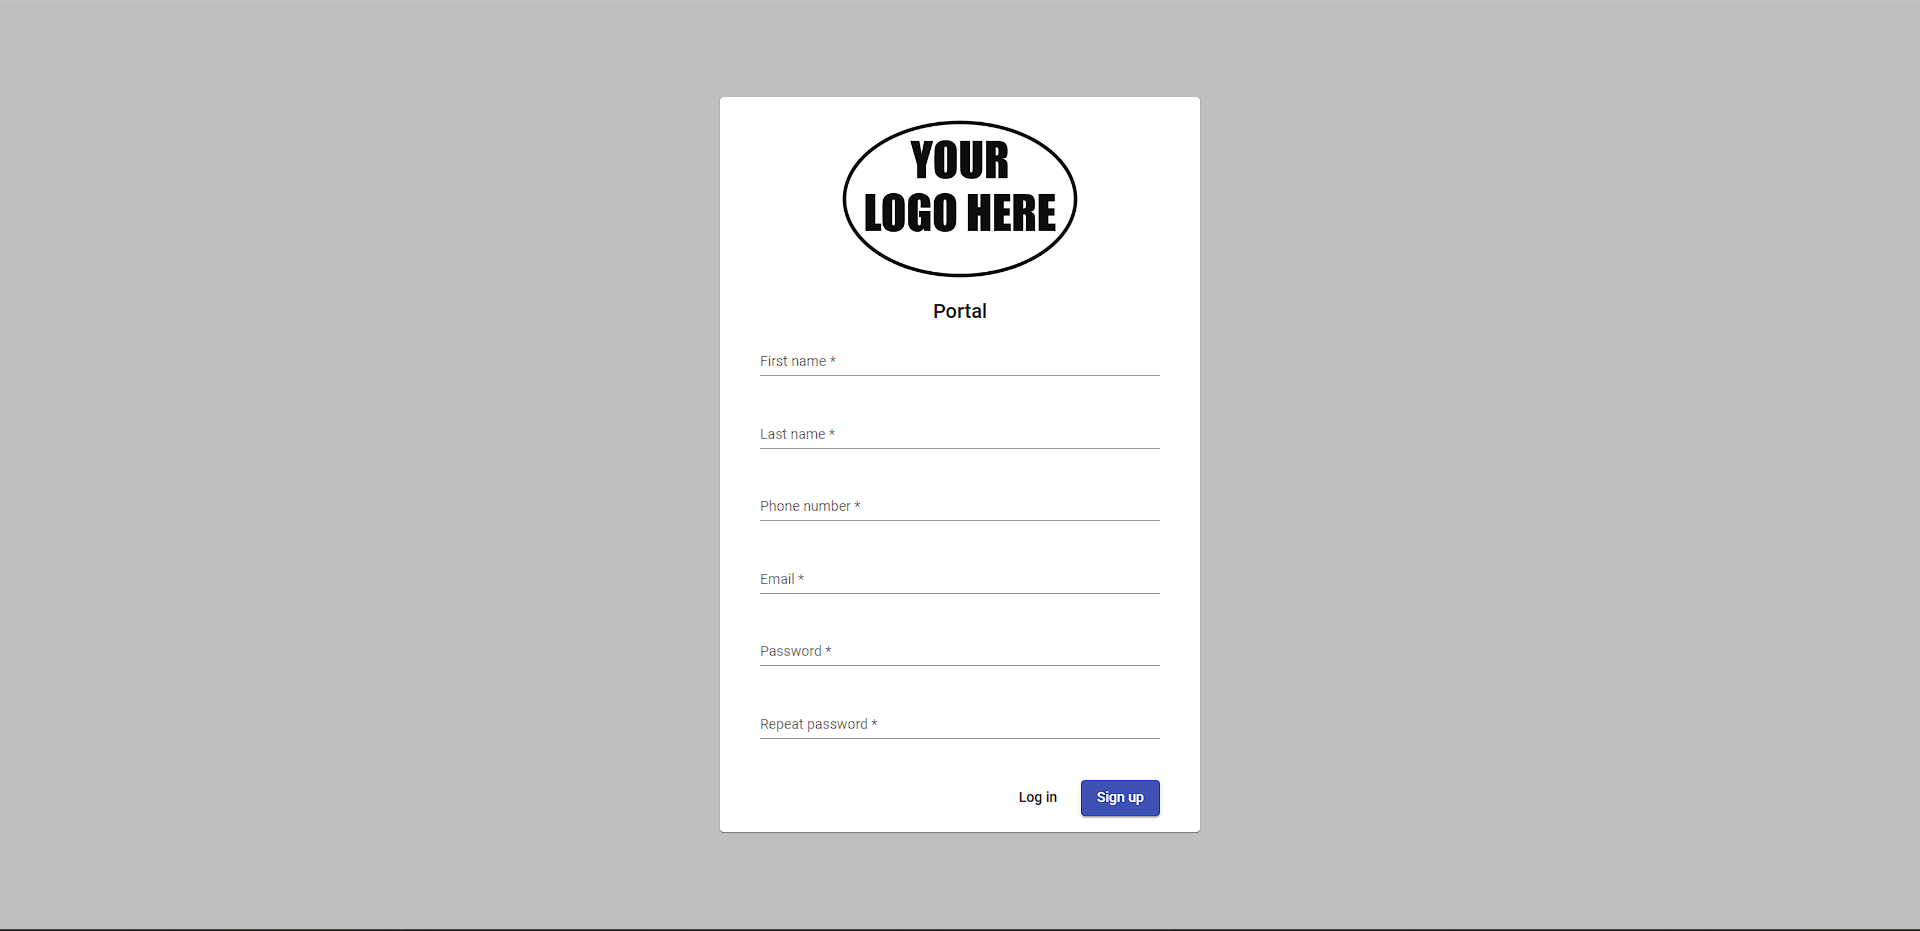 YOUR
LOGO HERE
Portal
First name *
Last name *
Phone number *
Email *
Password *
Repeat password *
Log in Sign up